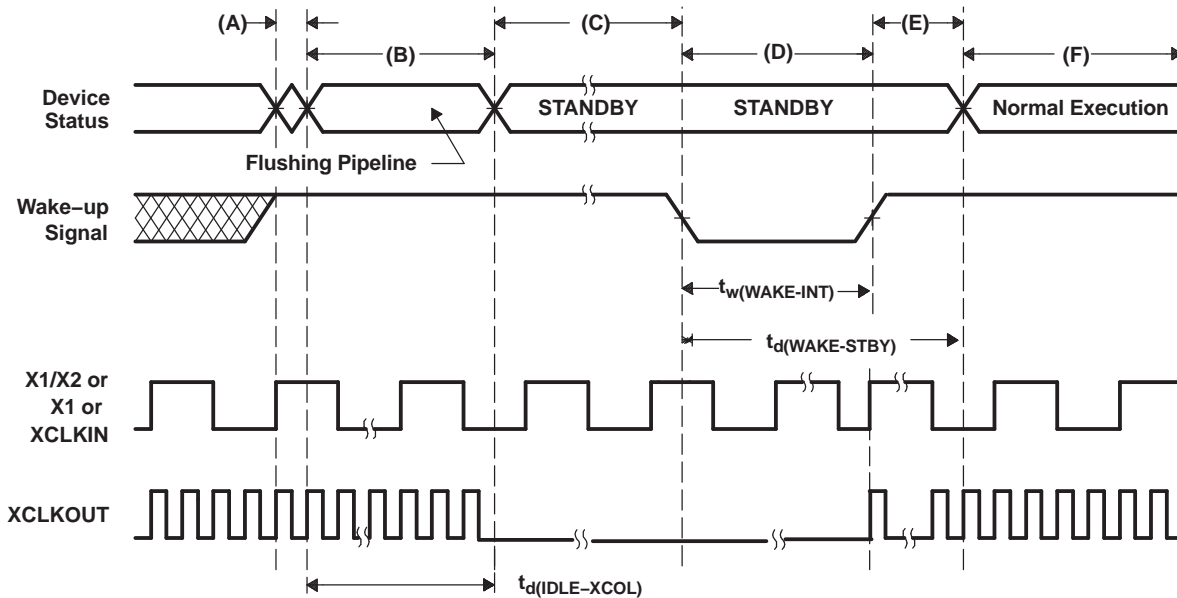 (A)
(C)
(E)
(B)
(D)
(F)
Device
Status
STANDBY
STANDBY
Normal Execution
Flushing Pipeline
Wake–up
Signal
tw(WAKE-INT)
td(WAKE-STBY)
X1/X2 or
X1 or
XCLKIN
XCLKOUT
td(IDLE–XCOL)